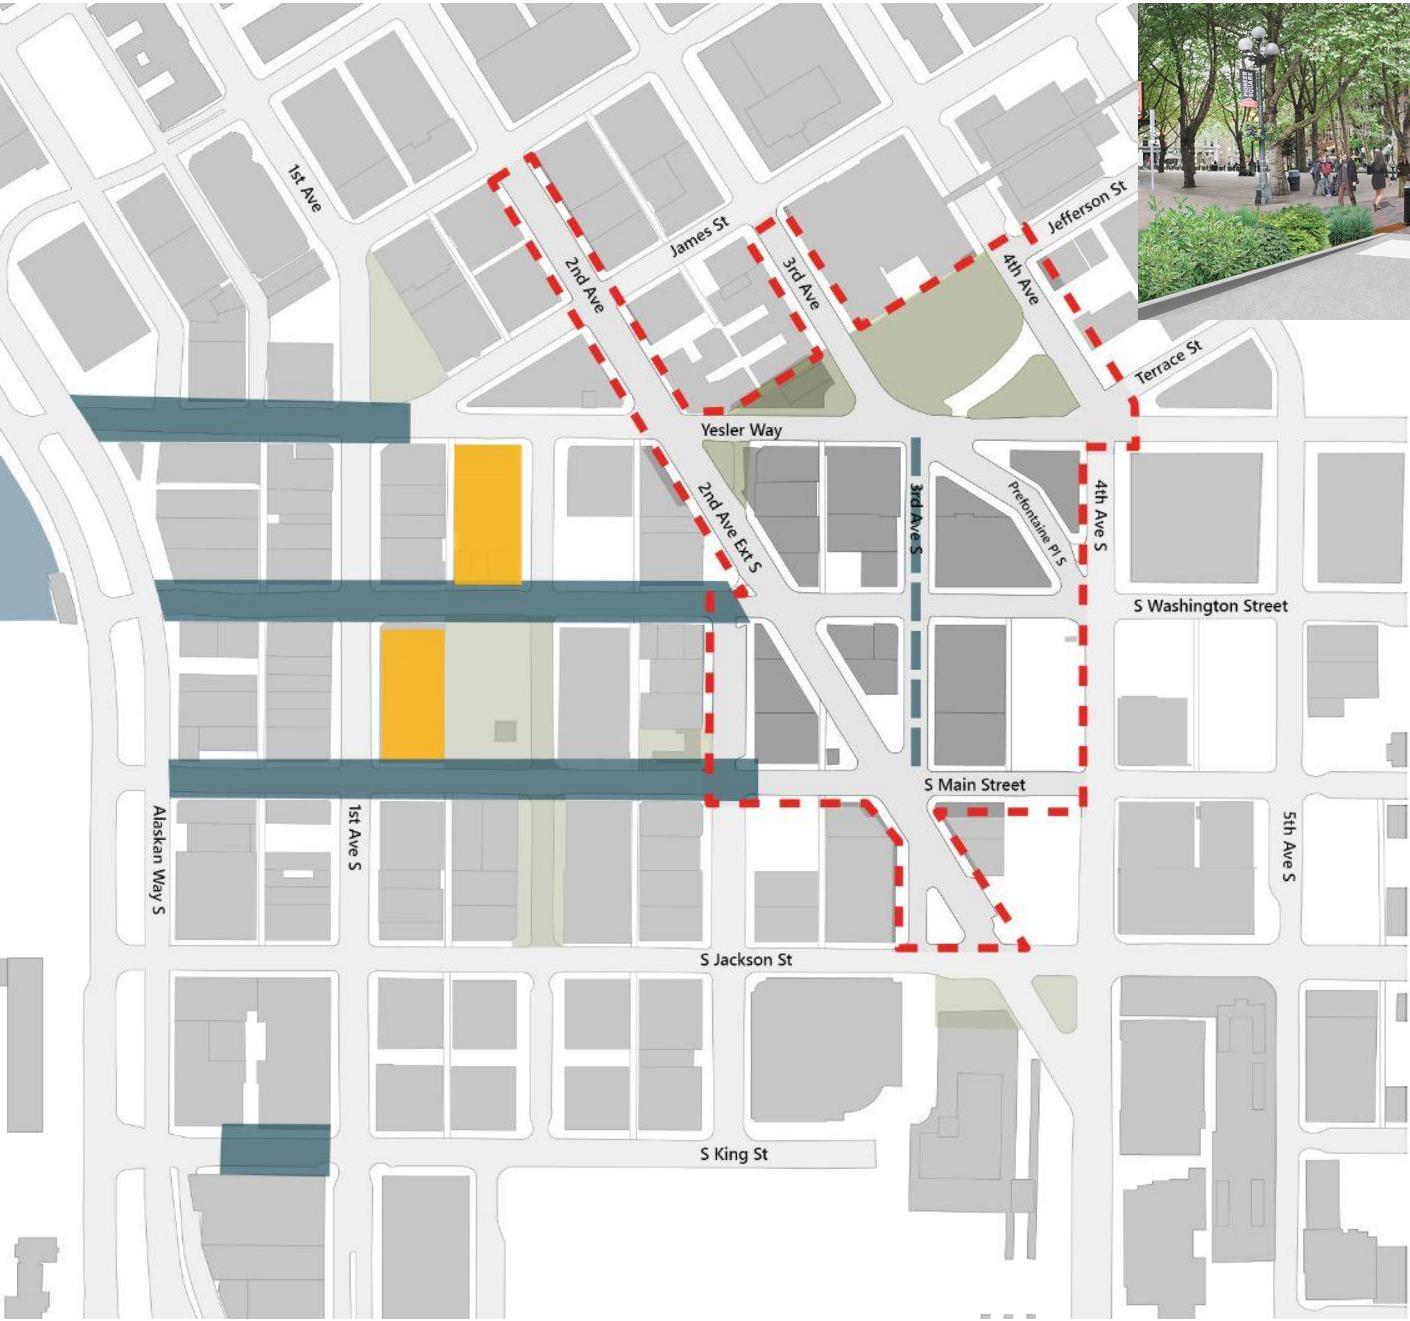 PIONEER
SQUARE
1st Ave
2nd Ave
James St
3rd Ave
4th Ave
Jefferson St
Terrace St
Yesler Way
2nd Ave Ext S
3rd Ave S
Prefontaine Pl S
4th Ave S
S Washington Street
S Main Street
Alaskan Way S
1st Ave S
5th Ave S
S Jackson St
S King St